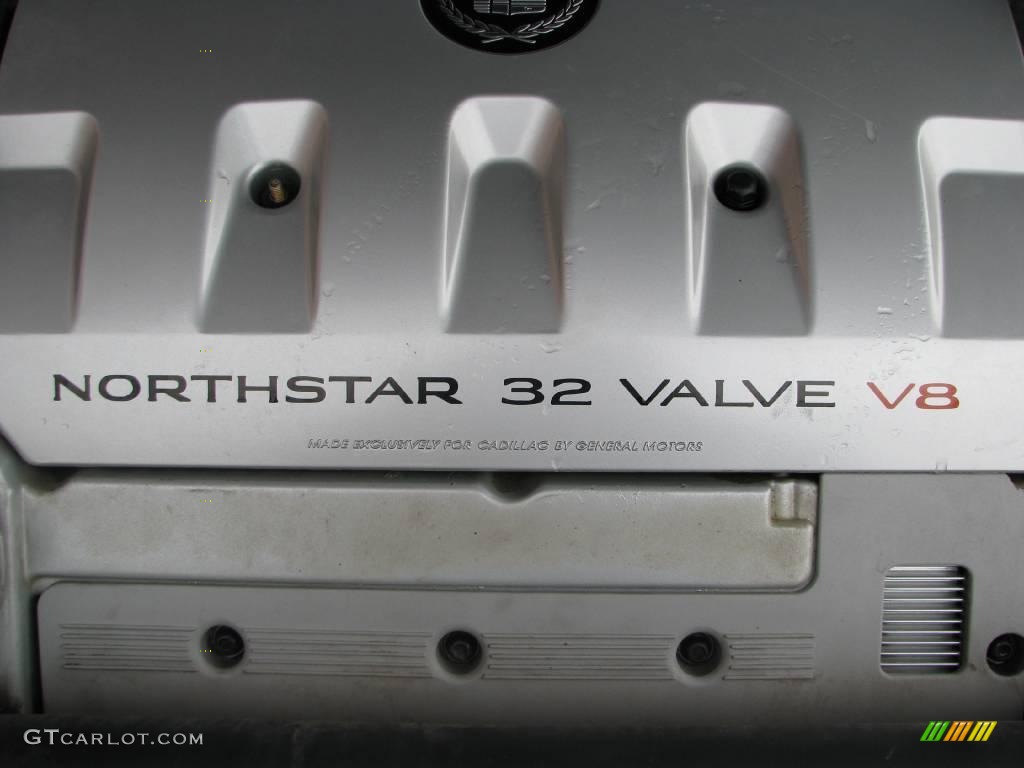 NORTHSTAR 32 VALVE V8
MADE EXCLUSIVELY FOR CADILLAC BY GENERAL MOTORS
GTCARLOT.COM